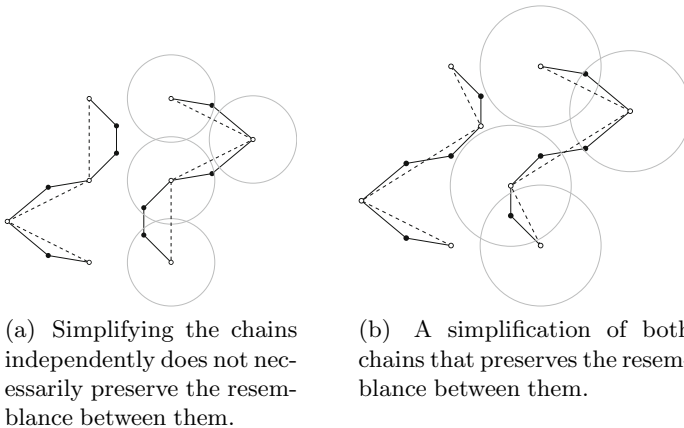 (a) Simplifying the chains
independently does not nec-
essarily preserve the resem-
blance between them.
(b) A simplification of both
chains that preserves the resem-
blance between them.